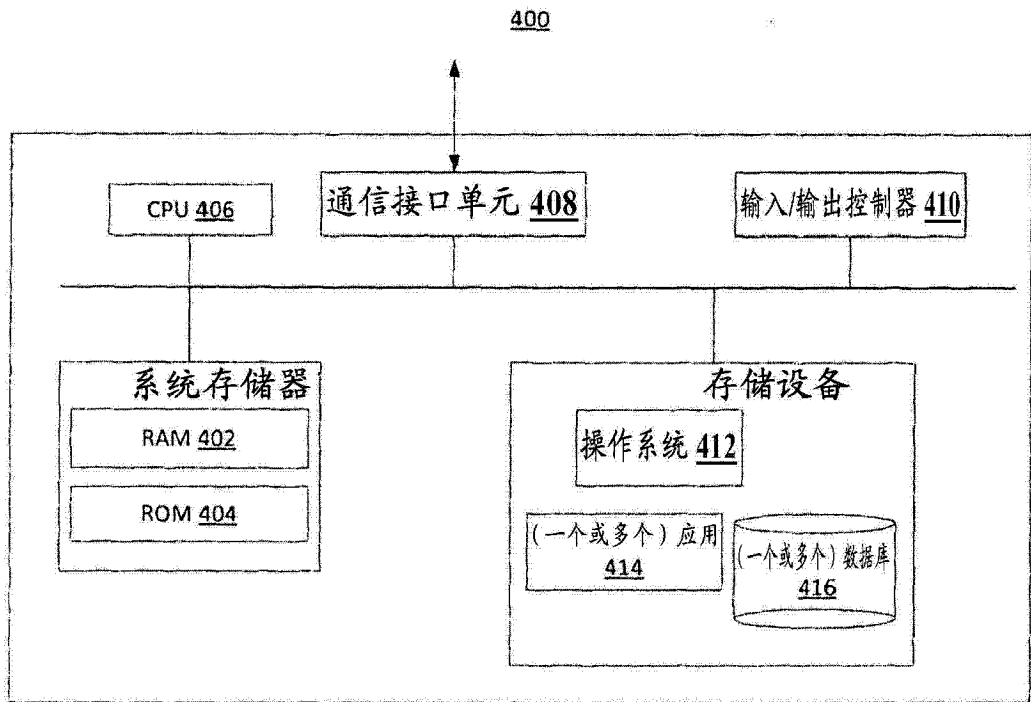 400
CPU 406
通信接口单元 408
输入/输出控制器 410
系统存储器
RAM 402
ROM 404
存储设备
操作系统 412
(一个或多个) 应用
414
(一个或多个) 数据库
416